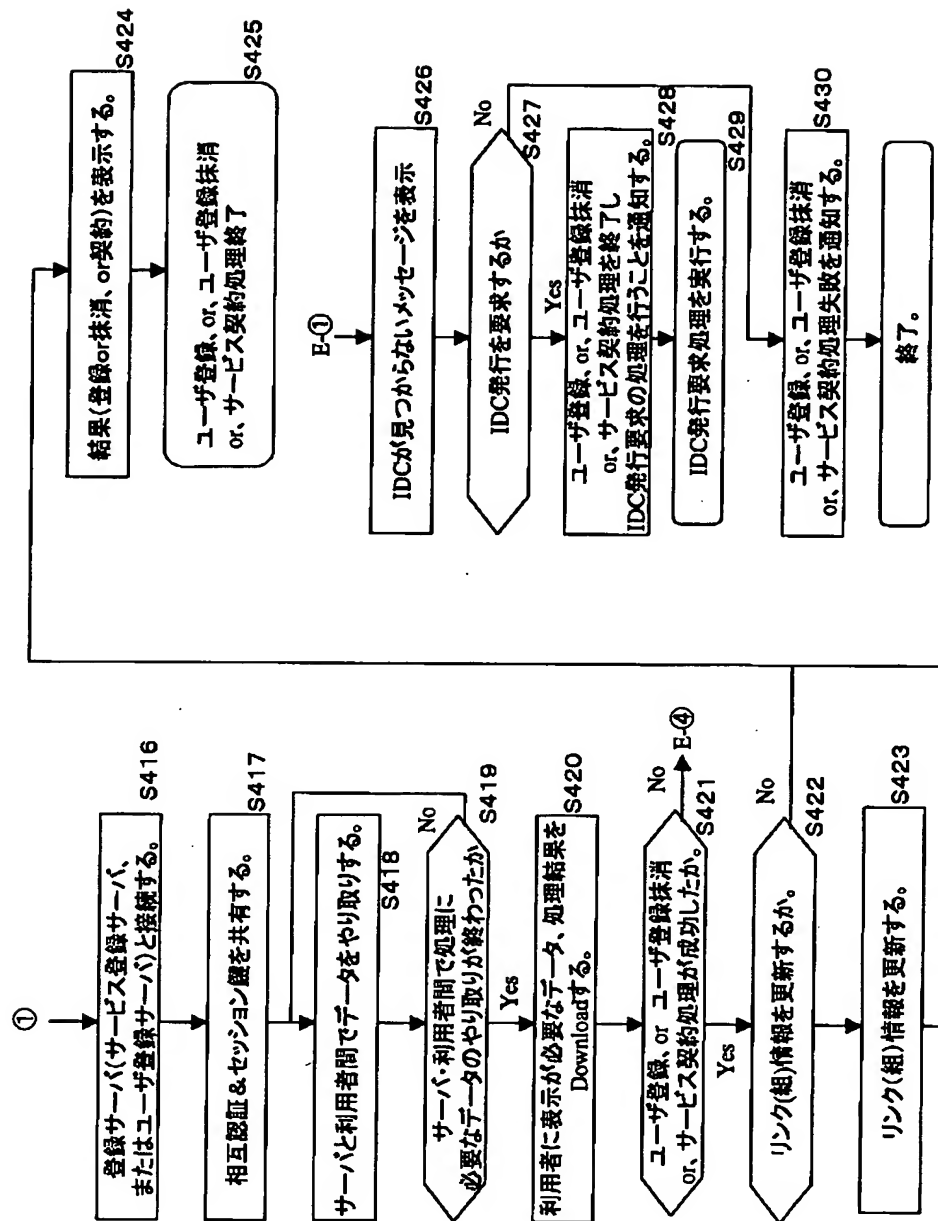 ①
登録サーバ(サービス登録サーバ、
またはユーザ登録サーバ)と接続する。
S416
相互認証&セッション鍵を共有する。
S417
サーバと利用者間でデータをやり取りする。
S418
サーバ・利用者間で処理に
必要なデータのやり取りが終わったか
No
S419
Yes
利用者に表示が必要なデータ、処理結果を
Downloadする。
S420
ユーザ登録、or ユーザ登録抹消
or、サービス契約処理が成功したか。
No
E-④
S421
Yes
リンク(組)情報を更新するか。
No
S422
リンク(組)情報を更新する。
S423
結果(登録or抹消、or契約)を表示する。
S424
ユーザ登録、or、ユーザ登録抹消
or、サービス契約処理終了
S425
E-①
IDCが見つからないメッセージを表示
S426
IDC発行を要求するか
No
S427
Yes
ユーザ登録、or、ユーザ登録抹消
or、サービス契約処理を終了し
IDC発行要求の処理を行うことを通知する。
S428
IDC発行要求処理を実行する。
S429
ユーザ登録、or、ユーザ登録抹消
or、サービス契約処理失敗を通知する。
S430
終了。